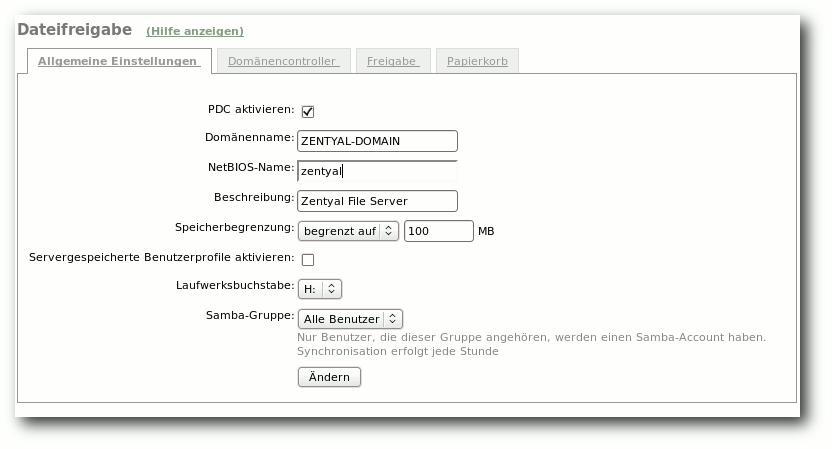 Dateifreigabe (Hilfe anzeigen)
Allgemeine Einstellungen Domänencontroller Freigabe Papierkorb
PDC aktivieren:
Domänenname: ZENTYAL-DOMAIN
NetBIOS-Name: zentyal
Beschreibung: Zentyal File Server
Speicherbegrenzung: begrenzt auf 100 MB
Servergespeicherte Benutzerprofile aktivieren:
Laufwerksbuchstabe: H:
Samba-Gruppe: Alle Benutzer
Nur Benutzer, die dieser Gruppe angehören, werden einen Samba-Account haben.
Synchronisation erfolgt jede Stunde
Ändern